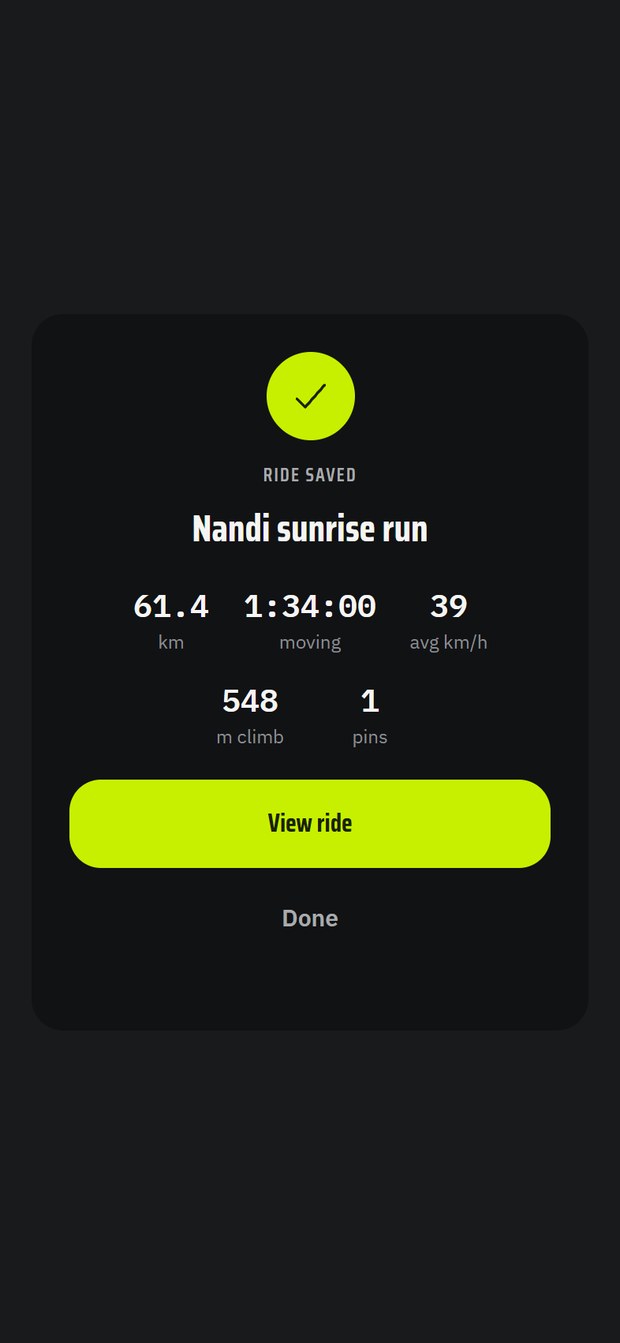 RIDE SAVED
Nandi sunrise run
61.4 1:34:00 39
km moving avg km/h
548 1
m climb pins
View ride
Done